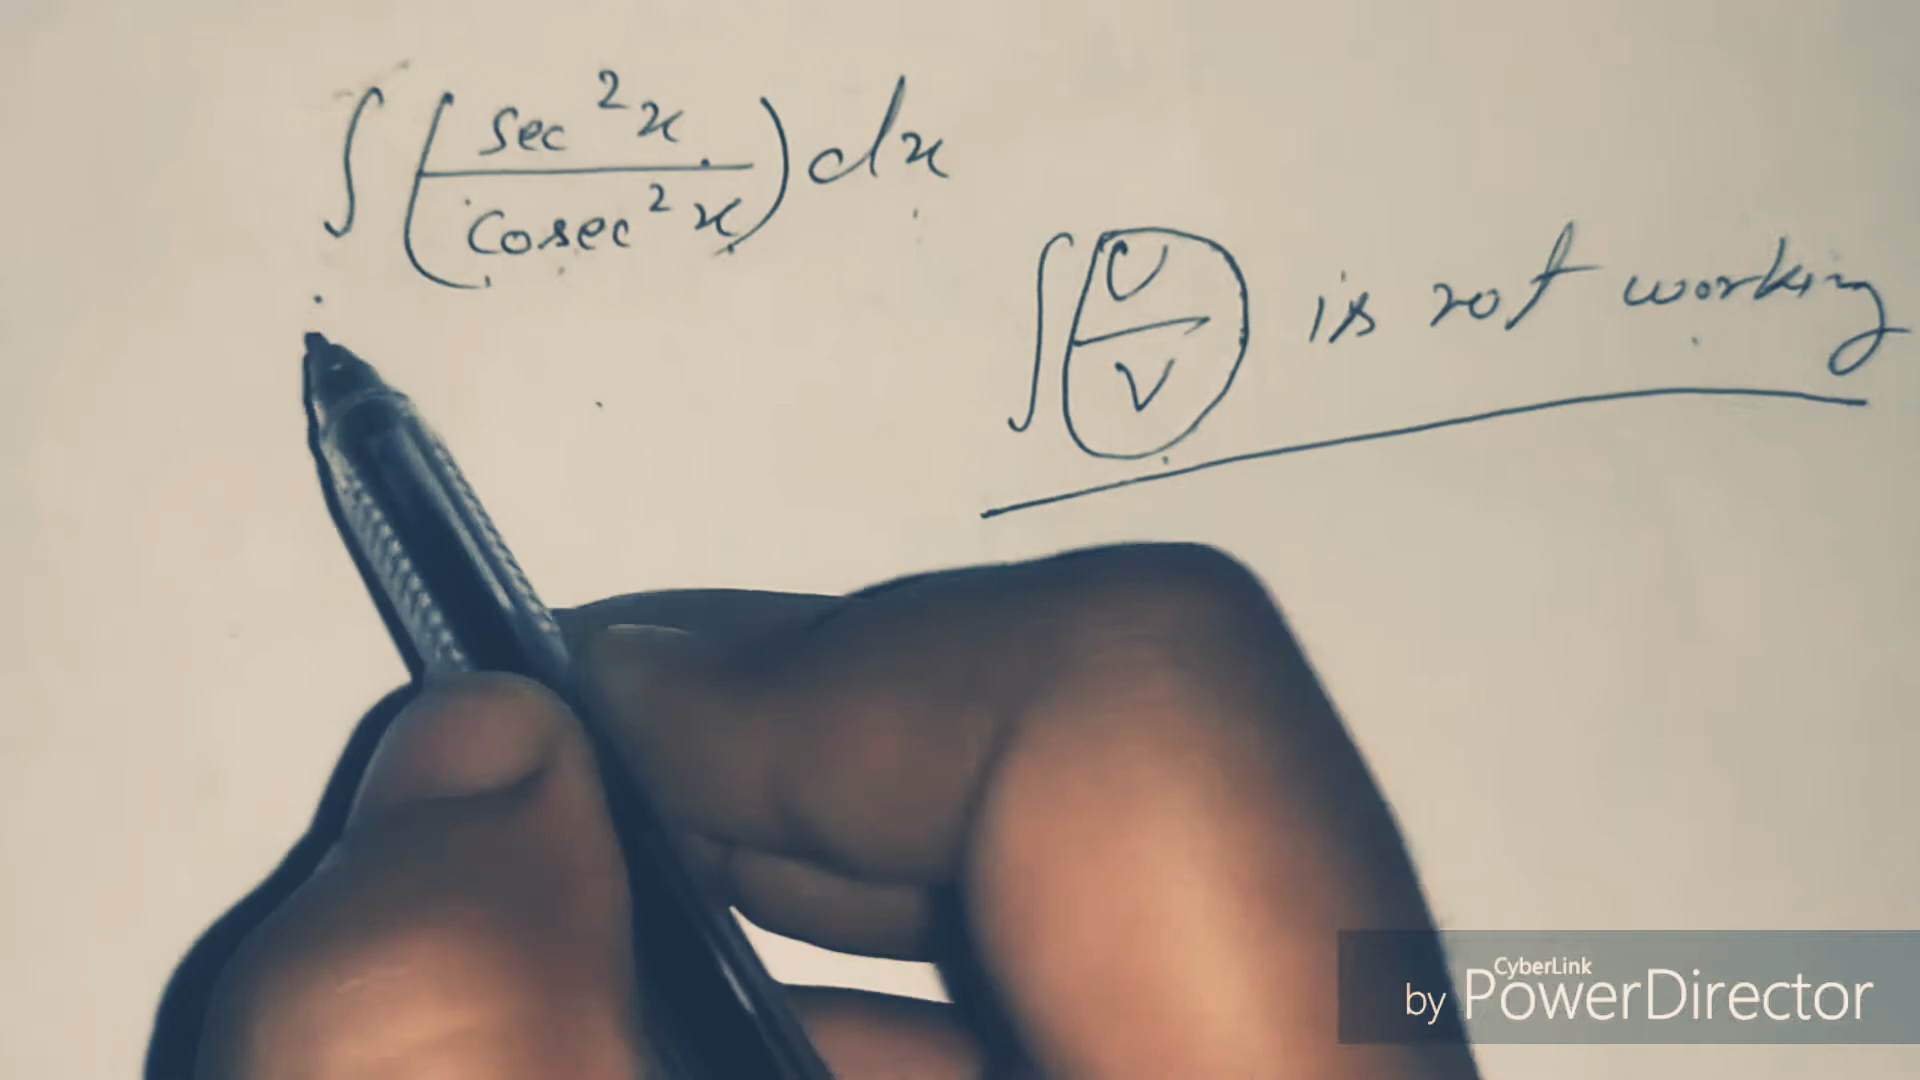 ∫ (sec²x / cosec²x) dx
∫ (U / V) is not working
CyberLink
by PowerDirector